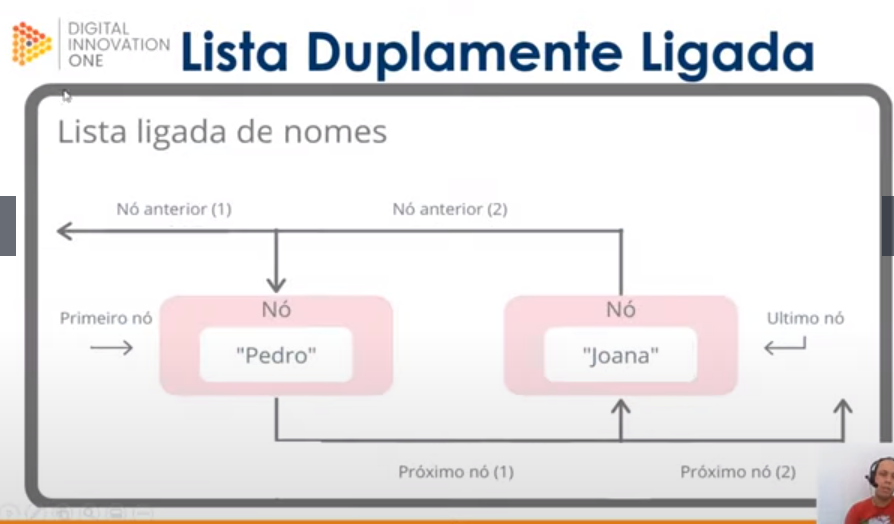 DIGITAL
INNOVATION
ONE
Lista Duplamente Ligada
Lista ligada de nomes
Nó anterior (1)
Nó anterior (2)
Primeiro nó
Nó
Nó
Ultimo nó
"Pedro"
"Joana"
Próximo nó (1)
Próximo nó (2)